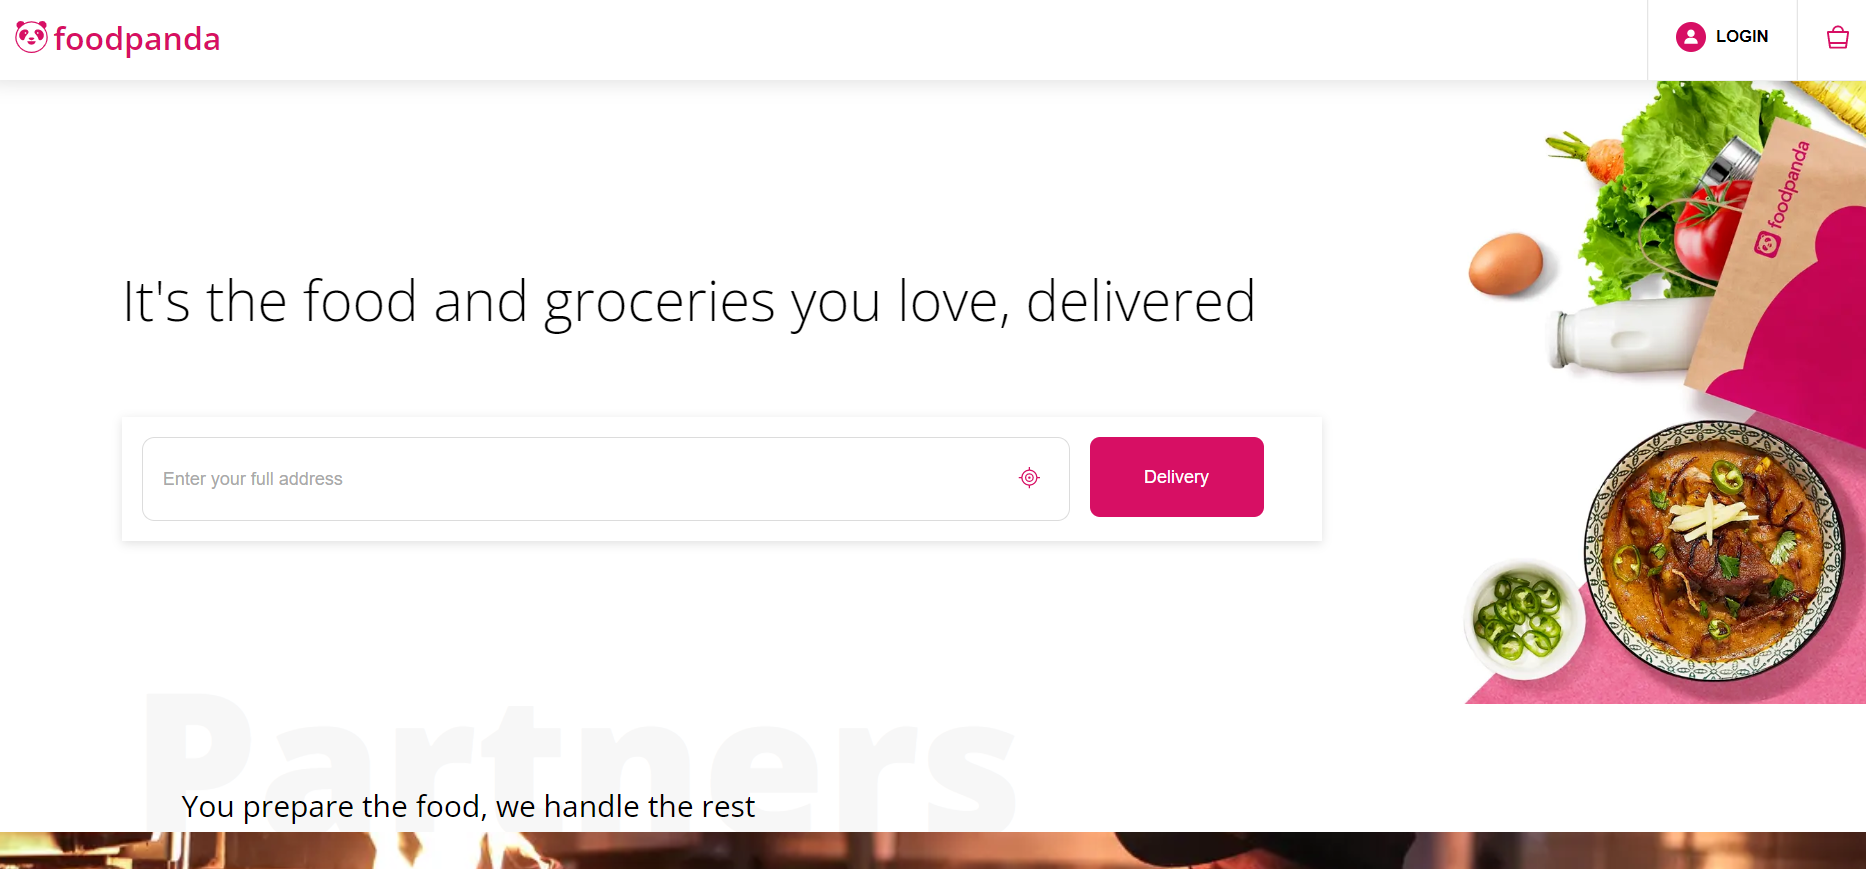 foodpanda
LOGIN
foodpanda
It's the food and groceries you love, delivered
Enter your full address
Delivery
Partners
You prepare the food, we handle the rest